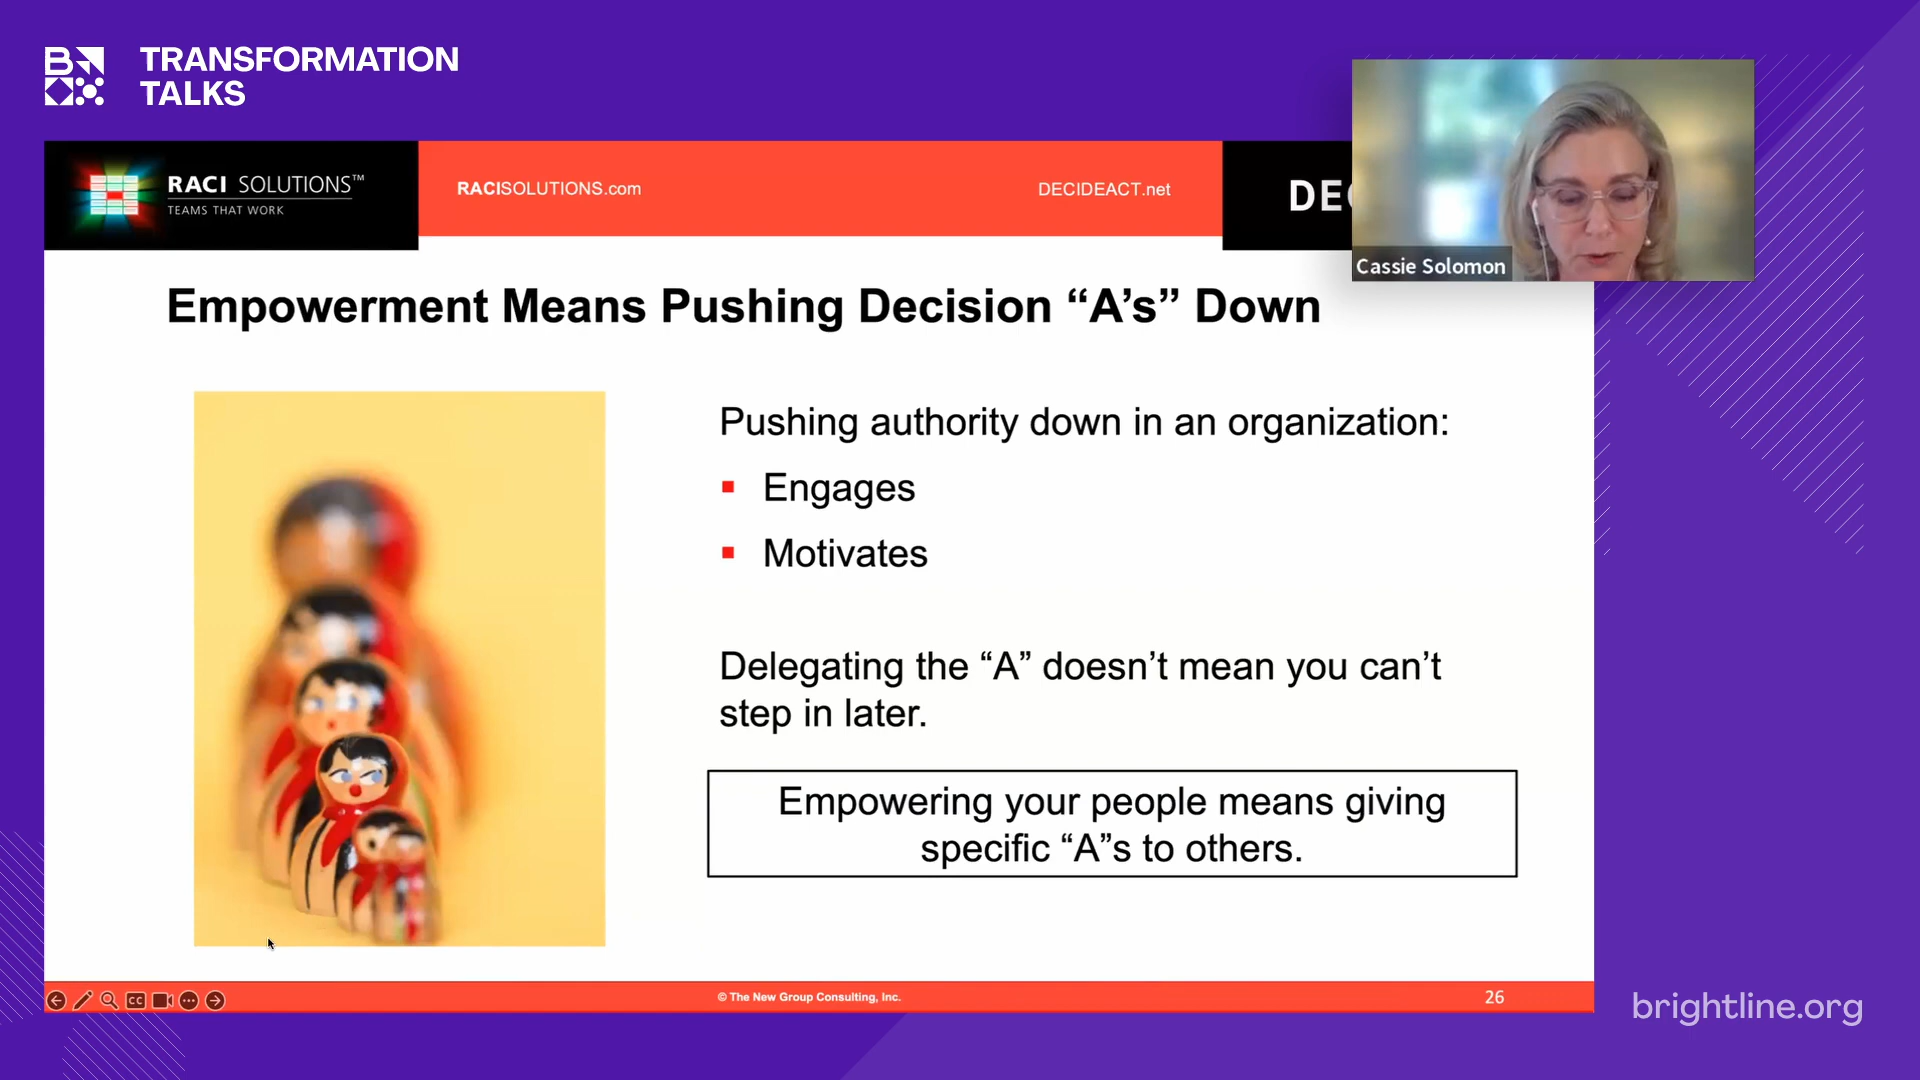 TRANSFORMATION
TALKS
RACI SOLUTIONS™
TEAMS THAT WORK
RACISOLUTIONS.com
DECIDEACT.net
Cassie Solomon
Empowerment Means Pushing Decision “A’s” Down
Pushing authority down in an organization:
Engages
Motivates
Delegating the “A” doesn’t mean you can’t
step in later.
Empowering your people means giving
specific “A”s to others.
CC
© The New Group Consulting, Inc.
26
brightline.org